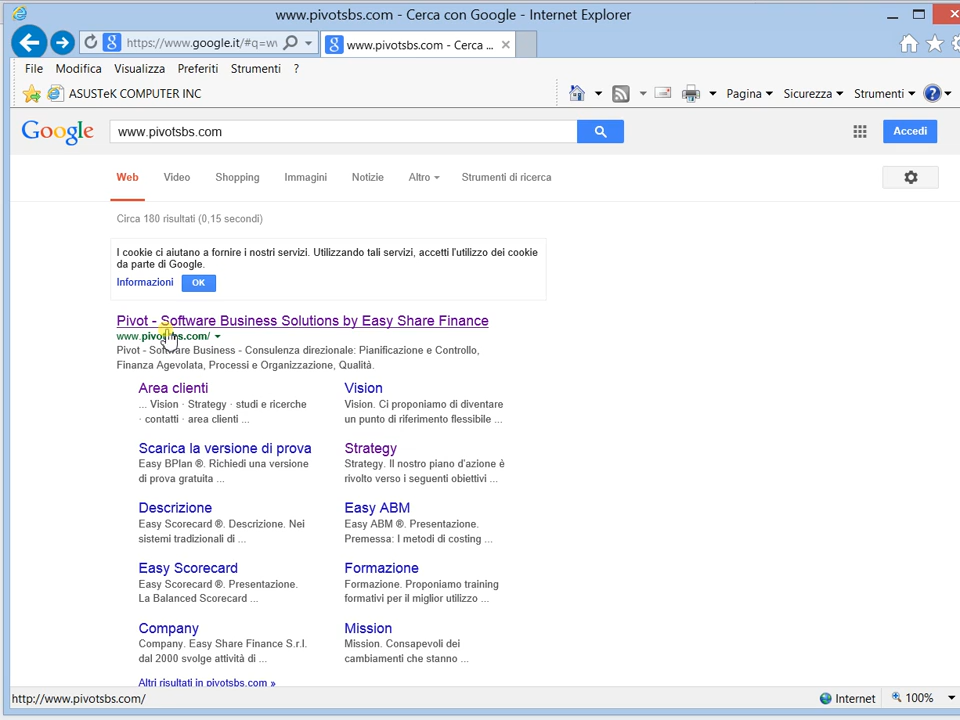 www.pivotsbs.com - Cerca con Google - Internet Explorer
https://www.google.it/#q=w
www.pivotsbs.com - Cerca ...
File Modifica Visualizza Preferiti Strumenti ?
ASUSTeK COMPUTER INC
Pagina Sicurezza Strumenti
Google
www.pivotsbs.com
Accedi
Web Video Shopping Immagini Notizie Altro Strumenti di ricerca
Circa 180 risultati (0,15 secondi)
I cookie ci aiutano a fornire i nostri servizi. Utilizzando tali servizi, accetti l'utilizzo dei cookie
da parte di Google.
Informazioni OK
Pivot - Software Business Solutions by Easy Share Finance
www.pivotsbs.com/
Pivot - Software Business - Consulenza direzionale: Pianificazione e Controllo,
Finanza Agevolata, Processi e Organizzazione, Qualità.
Area clienti
... Vision · Strategy · studi e ricerche
· contatti · area clienti ...
Vision
Vision. Ci proponiamo di diventare
un punto di riferimento flessibile ...
Scarica la versione di prova
Easy BPlan ®. Richiedi una versione
di prova gratuita ...
Strategy
Strategy. Il nostro piano d'azione è
rivolto verso i seguenti obiettivi ...
Descrizione
Easy Scorecard ®. Descrizione. Nei
sistemi tradizionali di ...
Easy ABM
Easy ABM ®. Presentazione.
Premessa: I metodi di costing ...
Easy Scorecard
Easy Scorecard ®. Presentazione.
La Balanced Scorecard ...
Formazione
Formazione. Proponiamo training
formativi per il miglior utilizzo ...
Company
Company. Easy Share Finance S.r.l.
dal 2000 svolge attività di ...
Mission
Mission. Consapevoli dei
cambiamenti che stanno ...
Altri risultati in pivotsbs.com »
http://www.pivotsbs.com/
Internet 100%